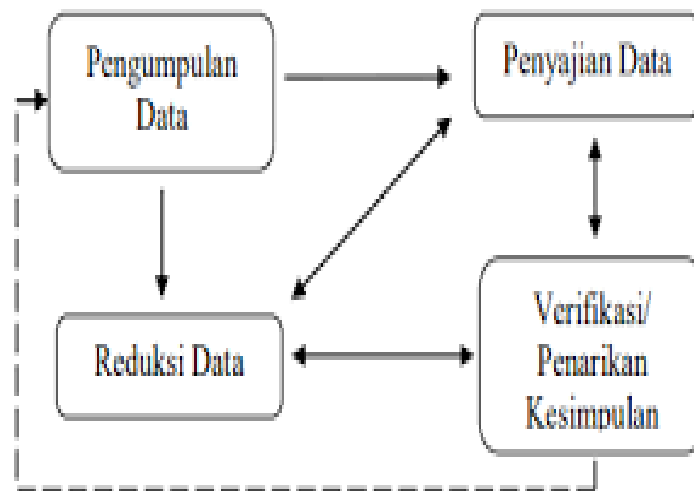 Pengumpulan
Data
Penyajian Data
Reduksi Data
Verifikasi/
Penarikan
Kesimpulan